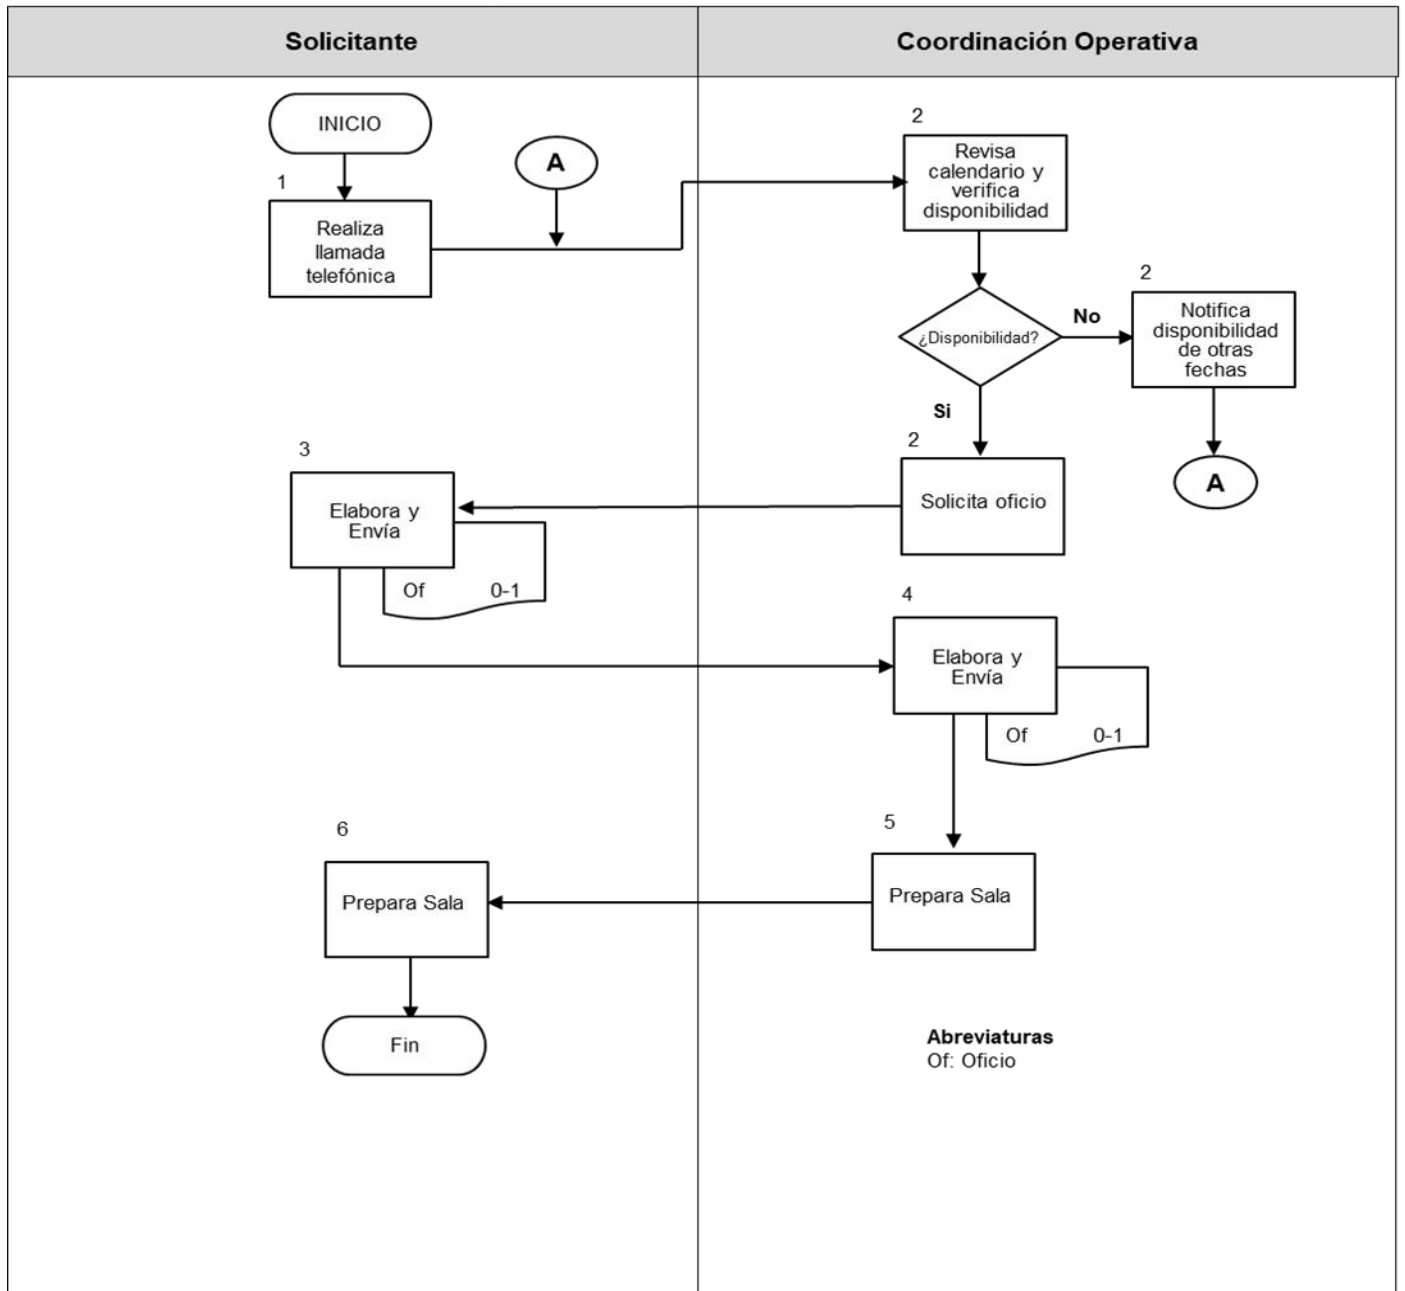 Solicitante
Coordinación Operativa
INICIO
A
1
Realiza
llamada
telefónica
2
Revisa
calendario y
verifica
disponibilidad
¿Disponibilidad?
No
2
Notifica
disponibilidad
de otras
fechas
A
Si
2
Solicita oficio
3
Elabora y
Envía
Of 0-1
4
Elabora y
Envía
Of 0-1
5
Prepara Sala
6
Prepara Sala
Fin
Abreviaturas
Of: Oficio